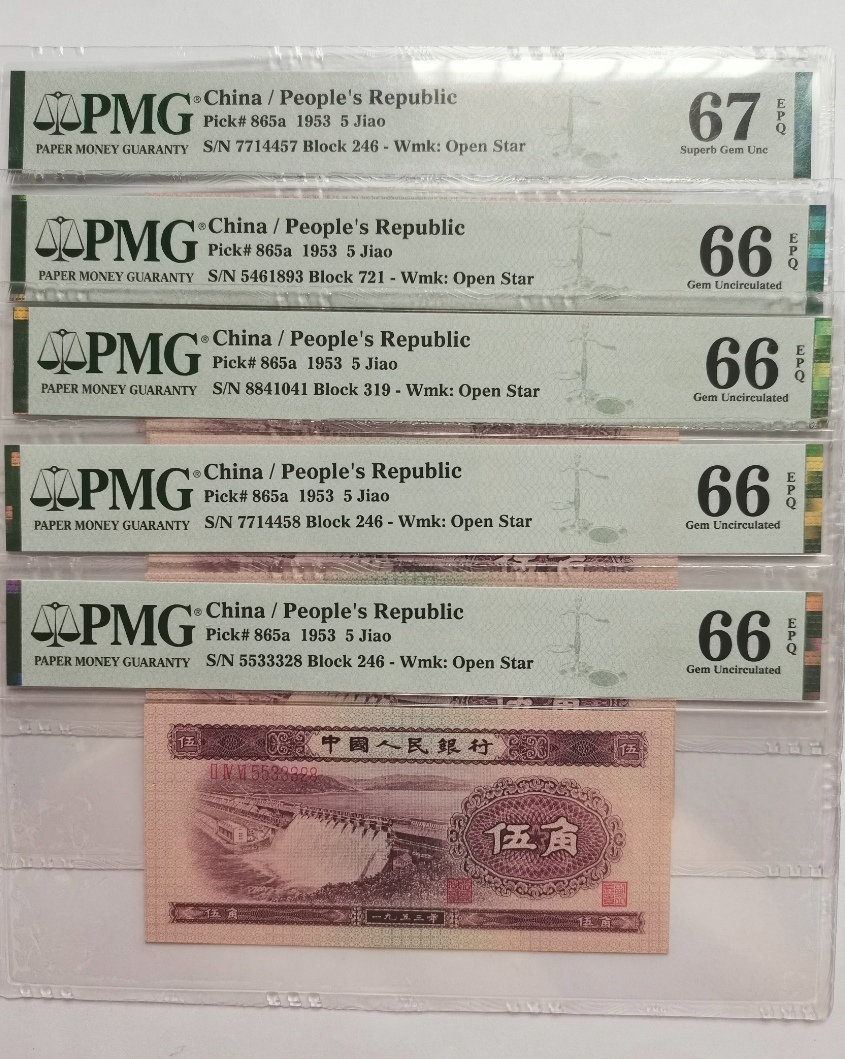 PMG®
PAPER MONEY GUARANTY
China / People's Republic
Pick# 865a 1953 5 Jiao
S/N 7714457 Block 246 - Wmk: Open Star
67
EPQ
Superb Gem Unc
PMG®
PAPER MONEY GUARANTY
China / People's Republic
Pick# 865a 1953 5 Jiao
S/N 5461893 Block 721 - Wmk: Open Star
66
EPQ
Gem Uncirculated
PMG®
PAPER MONEY GUARANTY
China / People's Republic
Pick# 865a 1953 5 Jiao
S/N 8841041 Block 319 - Wmk: Open Star
66
EPQ
Gem Uncirculated
PMG®
PAPER MONEY GUARANTY
China / People's Republic
Pick# 865a 1953 5 Jiao
S/N 7714458 Block 246 - Wmk: Open Star
66
EPQ
Gem Uncirculated
PMG®
PAPER MONEY GUARANTY
China / People's Republic
Pick# 865a 1953 5 Jiao
S/N 5533328 Block 246 - Wmk: Open Star
66
EPQ
Gem Uncirculated
伍 中國人民銀行 伍
II IV VI 5533328
伍角
伍角 一九五三年 伍角